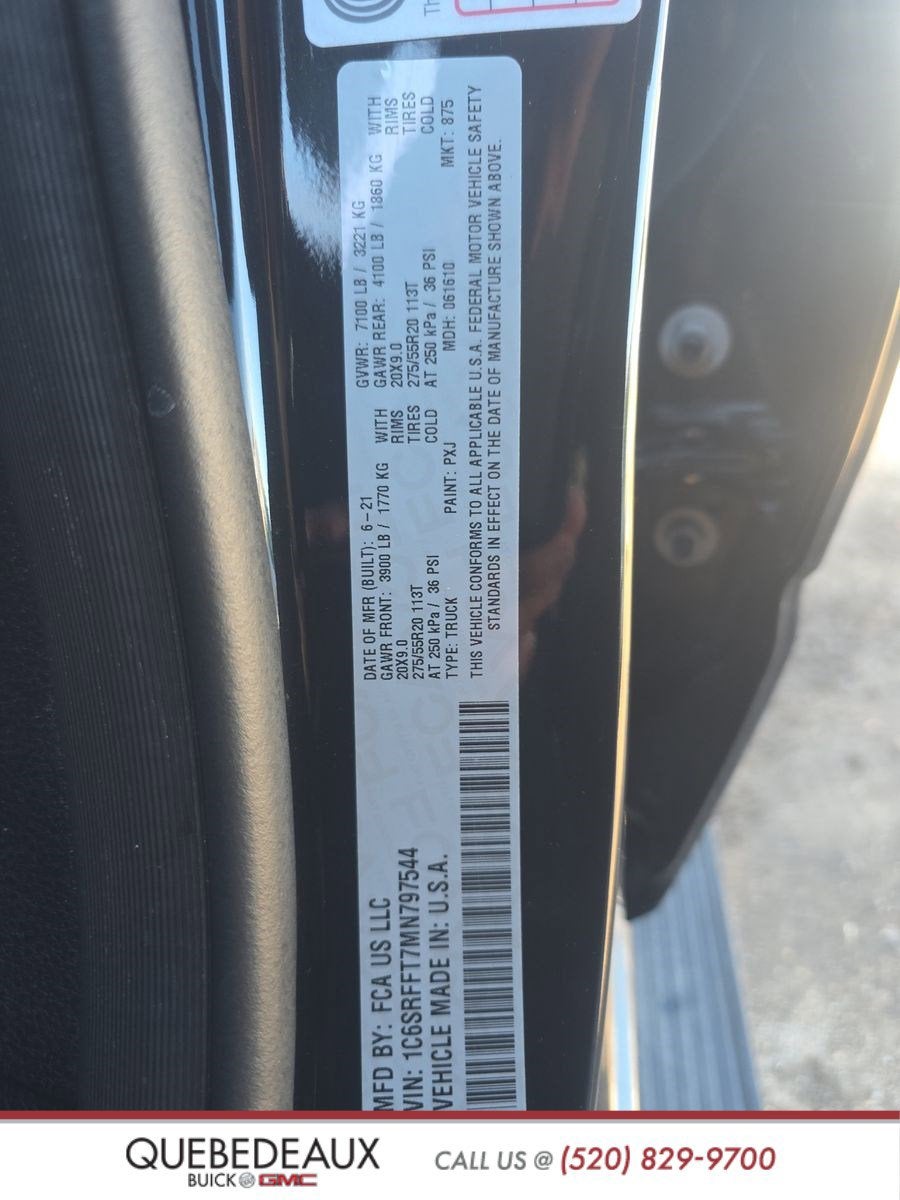 Th
MFD BY: FCA US LLC
VIN: 1C6SRFFT7MN797544
VEHICLE MADE IN: U.S.A.
DATE OF MFR (BUILT): 6-21 GVWR: 7100 LB / 3221 KG
GAWR FRONT: 3900 LB / 1770 KG WITH GAWR REAR: 4100 LB / 1860 KG WITH
20X9.0 RIMS 20X9.0 RIMS
275/55R20 113T TIRES 275/55R20 113T TIRES
AT 250 kPa / 36 PSI COLD AT 250 kPa / 36 PSI COLD
TYPE: TRUCK PAINT: PXJ MDH: 061610 MKT: 875
THIS VEHICLE CONFORMS TO ALL APPLICABLE U.S.A. FEDERAL MOTOR VEHICLE SAFETY
STANDARDS IN EFFECT ON THE DATE OF MANUFACTURE SHOWN ABOVE.
QUEBEDEAUX
BUICK GMC
CALL US @ (520) 829-9700